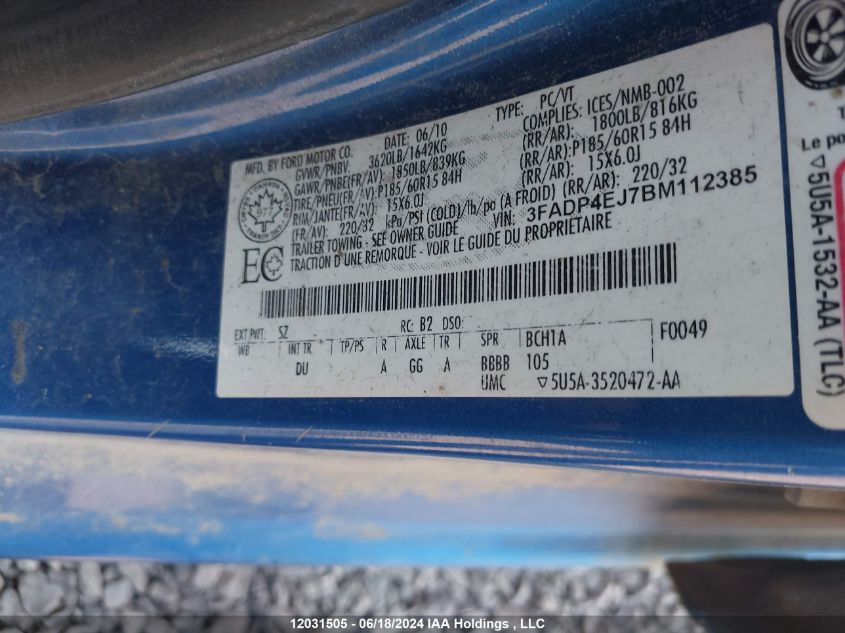 MFD. BY FORD MOTOR CO.
DATE: 06/10
TYPE: PC/VT
GVWR/PNBV. 3620LB/1642KG
COMPLIES: ICES/NMB-002
GAWR/PNBE(FR/AV) 1850LB/839KG (RR/AR): 1800LB/816KG
TIRE/PNEU(FR/AV) P185/60R15 84H (RR/AR): P185/60R15 84H
RIM/JANTE(FR/AV) 15X6.0J (RR/AR): 15X6.0J
(FR/AV): 220/32 kPa/PSI (COLD)/lb/po (A FROID) (RR/AR) 220/32
TRAILER TOWING - SEE OWNER GUIDE VIN: 3FADP4EJ7BM112385
TRACTION D'UNE REMORQUE - VOIR LE GUIDE DU PROPRIETAIRE
EC
EXT PNT: SZ RC: B2 DSO:
WB INT TR TP/PS R AXLE TR SPR BCH1A F0049
DU A GG A BBBB 105
UMC ▽5U5A-3520472-AA
Le po
▽5U5A-1532-AA (TLC)
12031505 - 06/18/2024 IAA Holdings , LLC